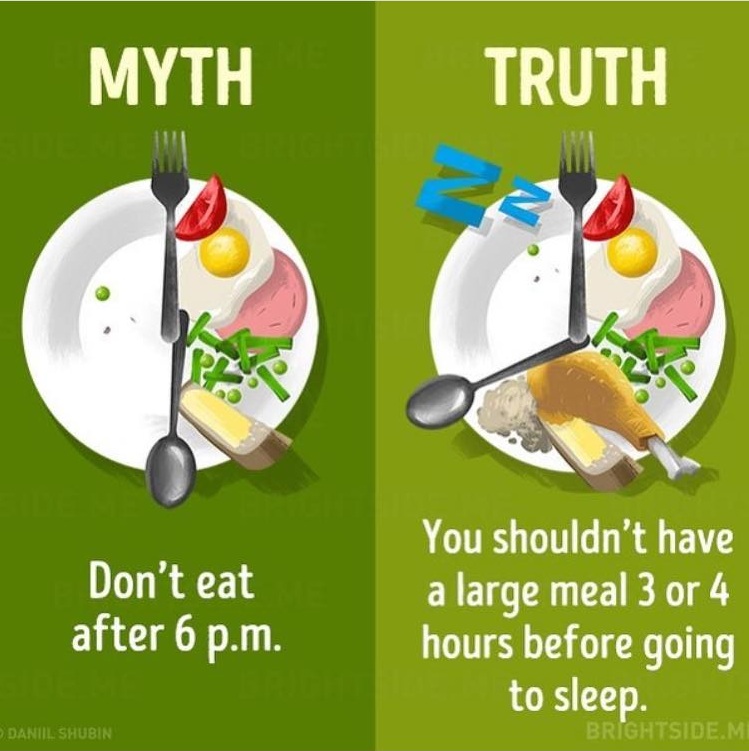 MYTH
Don't eat
after 6 p.m.
TRUTH
Z z
You shouldn't have
a large meal 3 or 4
hours before going
to sleep.
DANIIL SHUBIN
BRIGHTSIDE.M